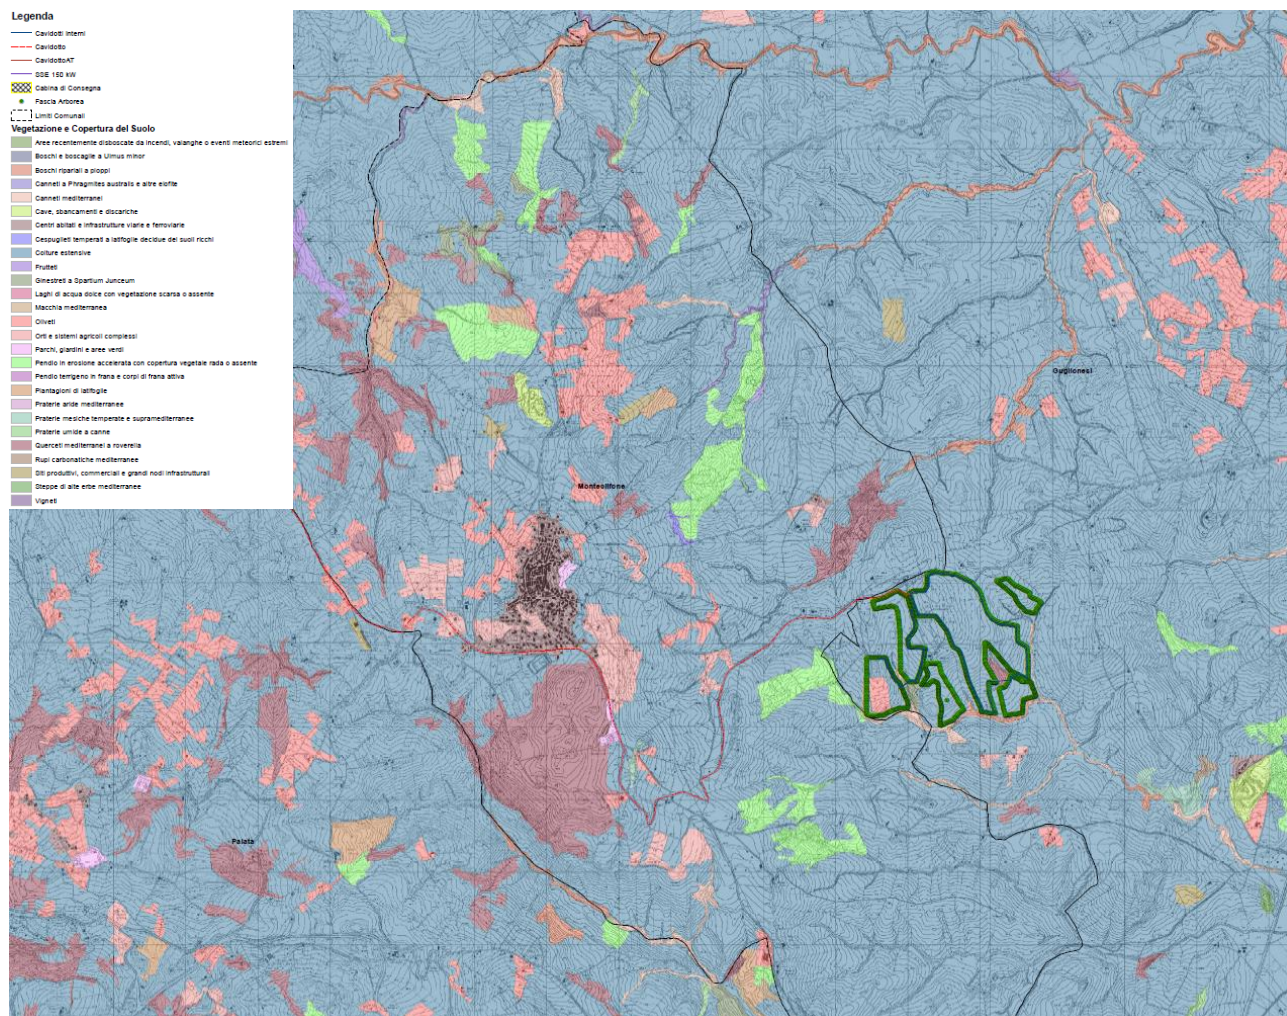 Legenda
Cavidotti Interni
Cavidotto
CavidottoAT
SSE 150 kW
Cabina di Consegna
Fascia Arborea
Limiti Comunali
Vegetazione e Copertura del Suolo
Aree recentemente disboscate da incendi, valanghe o eventi meteorici estremi
Boschi e boscaglie a Ulmus minor
Boschi ripariali a pioppi
Canneti a Phragmites australis e altre elofite
Canneti mediterranei
Cave, sbancamenti e discariche
Centri abitati e infrastrutture viarie e ferroviarie
Cespuglieti temperati a latifoglie decidue dei suoli ricchi
Colture estensive
Frutteti
Ginestreti a Spartium Junceum
Laghi di acqua dolce con vegetazione scarsa o assente
Macchia mediterranea
Oliveti
Orti e sistemi agricoli complessi
Parchi, giardini e aree verdi
Pendio in erosione accelerata con copertura vegetale rada o assente
Pendio terrigeno in frana e corpi di frana attiva
Piantagioni di latifoglie
Praterie aride mediterranee
Praterie mesiche temperate e supramediterranee
Praterie umide a canne
Querceti mediterranei a roverella
Rupi carbonatiche mediterranee
Siti produttivi, commerciali e grandi nodi infrastrutturali
Steppe di alte erbe mediterranee
Vigneti
Guglionesi
Montecilfone
Palata